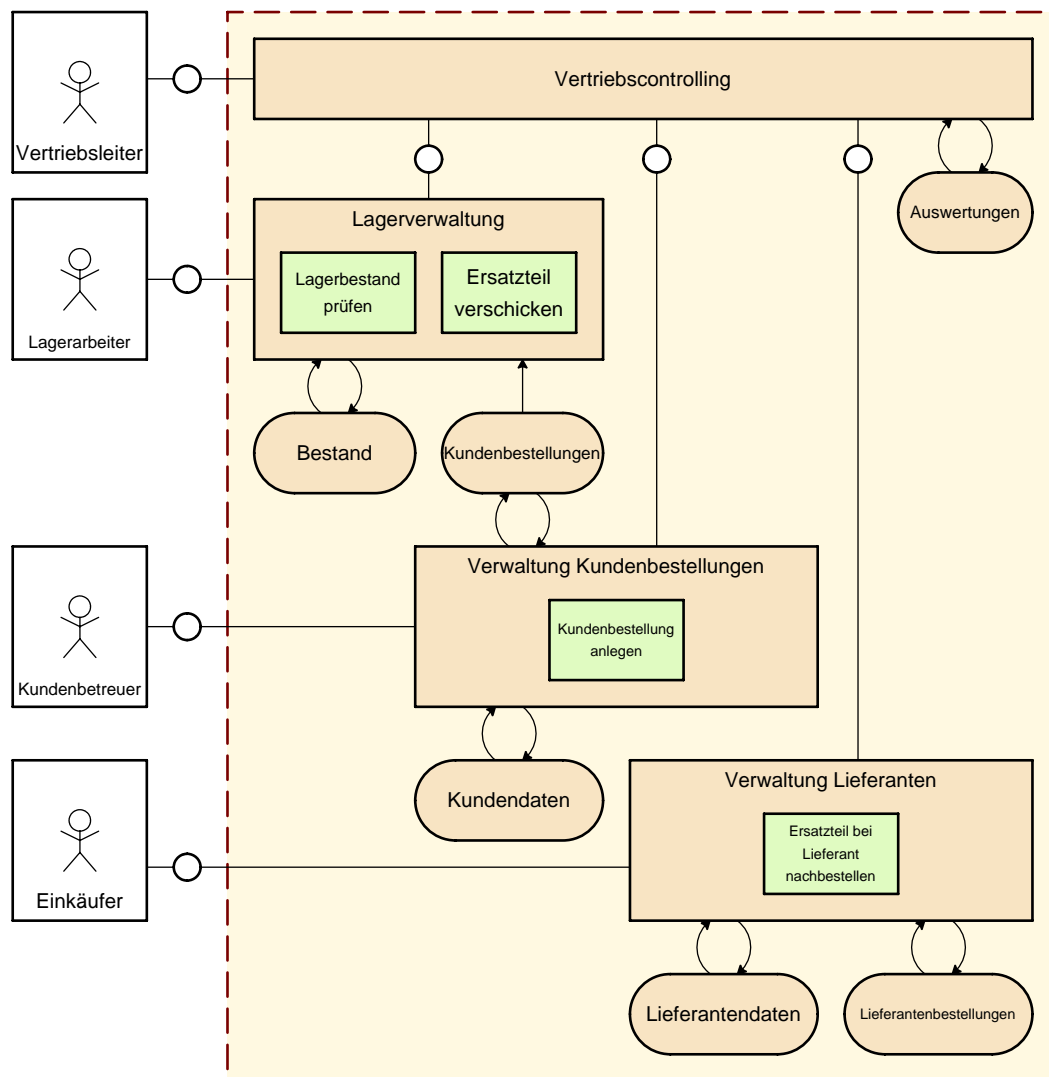 Vertriebscontrolling
Vertriebsleiter
Auswertungen
Lagerverwaltung
Lagerbestand
prüfen
Ersatzteil
verschicken
Lagerarbeiter
Bestand
Kundenbestellungen
Verwaltung Kundenbestellungen
Kundenbestellung
anlegen
Kundenbetreuer
Kundendaten
Verwaltung Lieferanten
Ersatzteil bei
Lieferant
nachbestellen
Einkäufer
Lieferantendaten
Lieferantenbestellungen